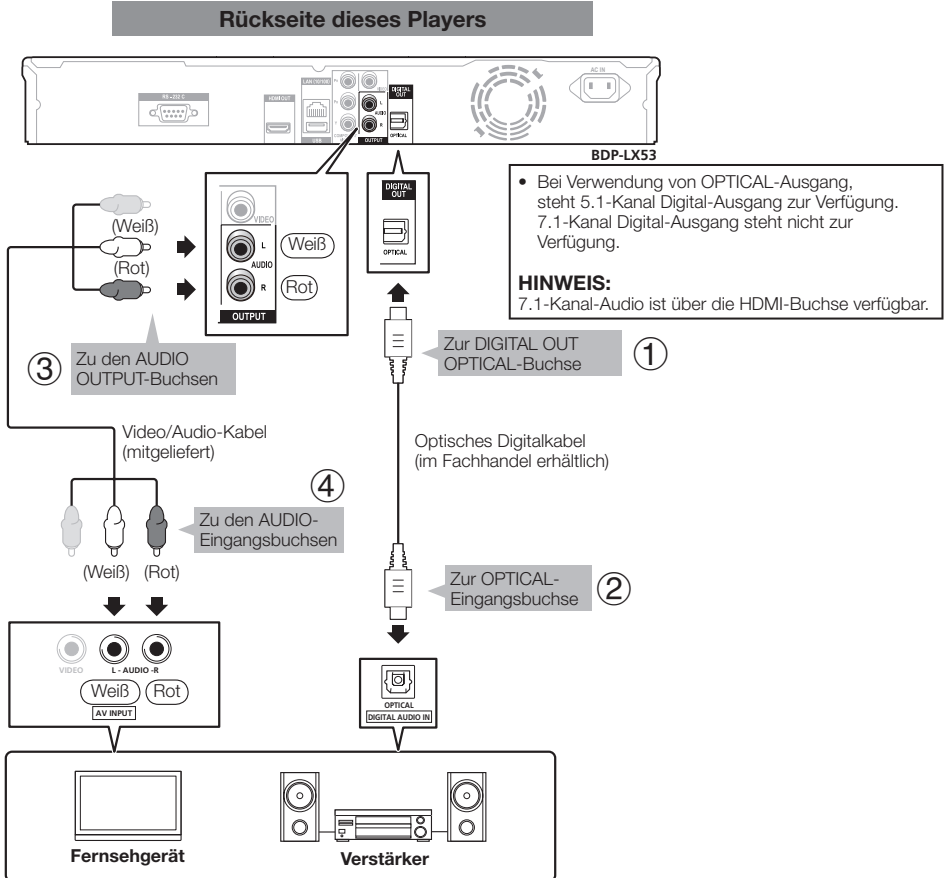 Rückseite dieses Players
AC IN
RS-232 C
HDMI OUT
LAN (10/100)
USB
DIGITAL
OUT
L
AUDIO
R
OUTPUT
OPTICAL
BDP-LX53
• Bei Verwendung von OPTICAL-Ausgang,
steht 5.1-Kanal Digital-Ausgang zur Verfügung.
7.1-Kanal Digital-Ausgang steht nicht zur
Verfügung.
HINWEIS:
7.1-Kanal-Audio ist über die HDMI-Buchse verfügbar.
(Weiß)
(Rot)
VIDEO
L
AUDIO
R
OUTPUT
Weiß
Rot
DIGITAL
OUT
OPTICAL
③
Zu den AUDIO
OUTPUT-Buchsen
Zur DIGITAL OUT
OPTICAL-Buchse
①
Video/Audio-Kabel
(mitgeliefert)
Optisches Digitalkabel
(im Fachhandel erhältlich)
④
Zu den AUDIO-
Eingangsbuchsen
(Weiß) (Rot)
Zur OPTICAL-
Eingangsbuchse
②
VIDEO
L - AUDIO -R
Weiß Rot
AV INPUT
OPTICAL
DIGITAL AUDIO IN
Fernsehgerät
Verstärker